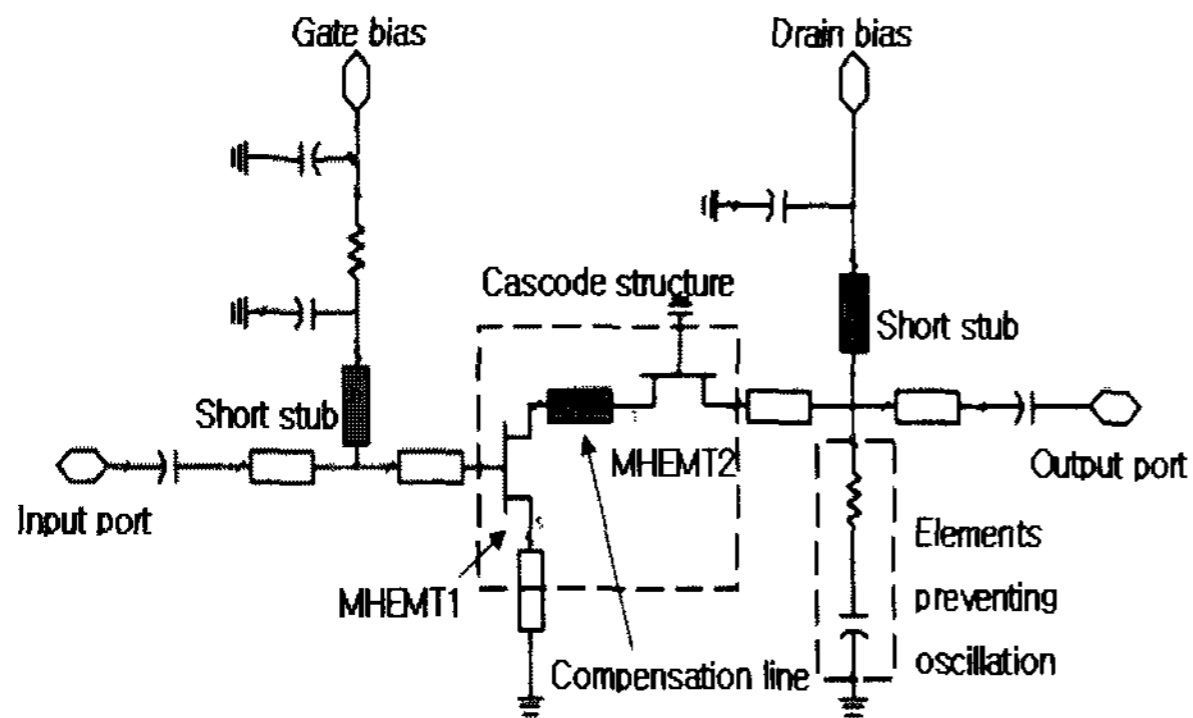 Gate bias
Drain bias
Cascode structure
Short stub
Short stub
MHEMT2
Input port
Output port
MHEMT1
Elements
preventing
oscillation
Compensation line